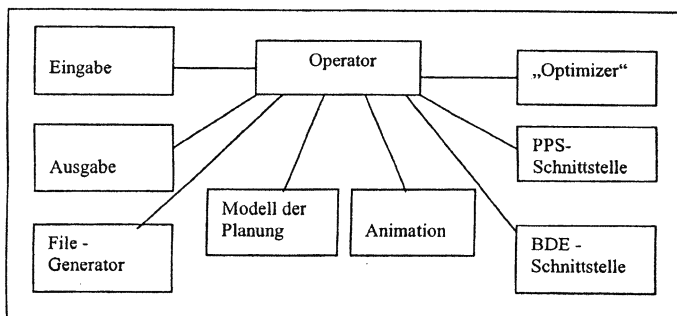 Eingabe
Operator
„Optimizer“
Ausgabe
PPS-
Schnittstelle
Modell der
Planung
Animation
File -
Generator
BDE -
Schnittstelle